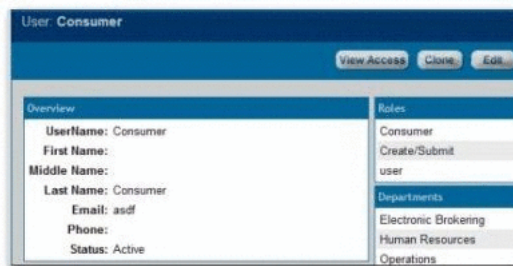 User: Consumer
View Access Clone Edit
Overview
UserName: Consumer
First Name:
Middle Name:
Last Name: Consumer
Email: asdf
Phone:
Status: Active
Roles
Consumer
Create/Submit
user
Departments
Electronic Brokering
Human Resources
Operations